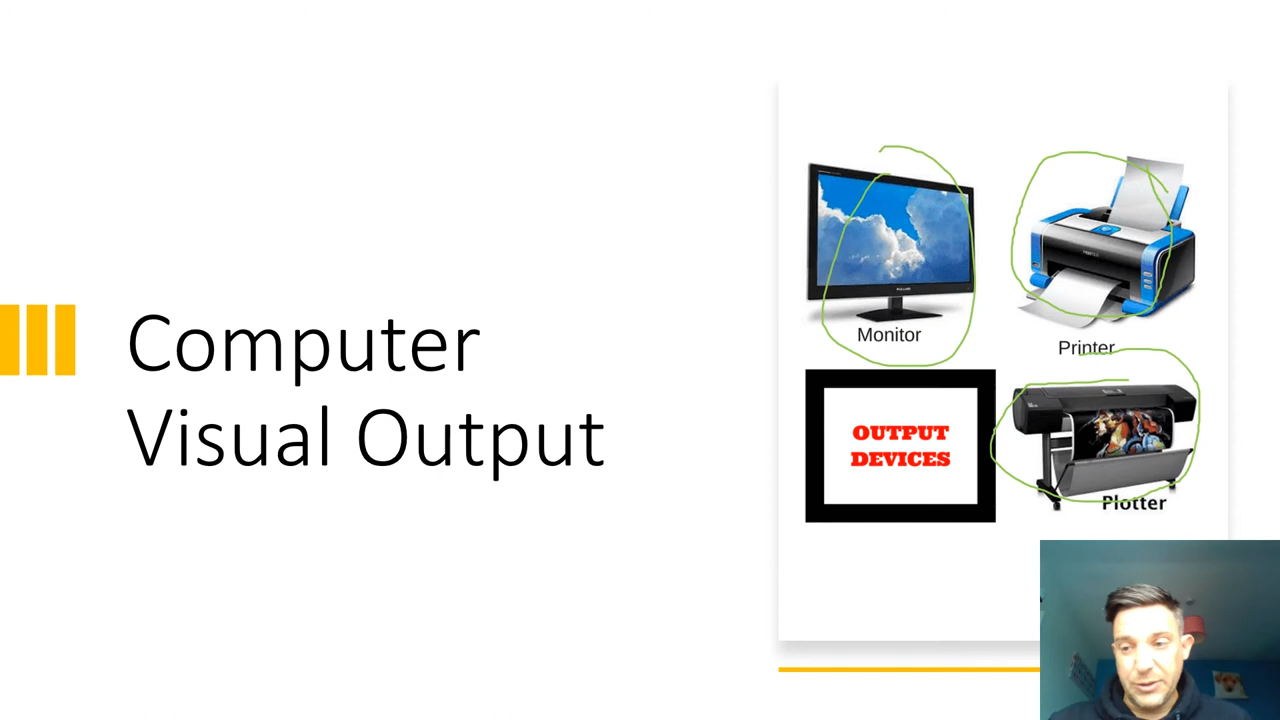 Computer
Visual Output
Monitor
Printer
OUTPUT
DEVICES
Plotter